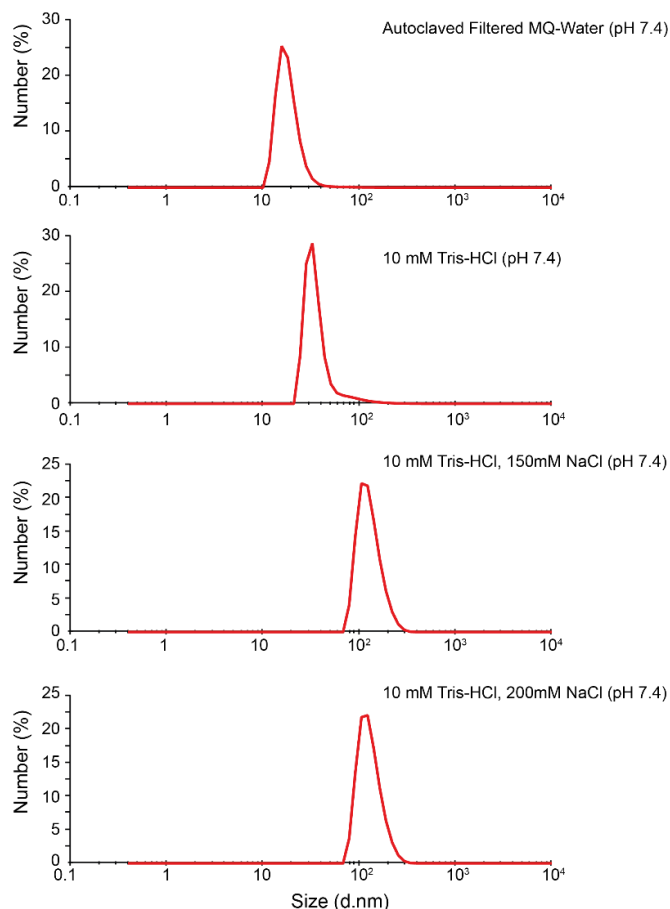 Autoclaved Filtered MQ-Water (pH 7.4)
Number (%)
30
20
10
0
0.1 1 10 10² 10³ 10⁴
10 mM Tris-HCl (pH 7.4)
Number (%)
30
20
10
0
0.1 1 10 10² 10³ 10⁴
10 mM Tris-HCl, 150mM NaCl (pH 7.4)
Number (%)
25
20
15
10
5
0
0.1 1 10 10² 10³ 10⁴
10 mM Tris-HCl, 200mM NaCl (pH 7.4)
Number (%)
25
20
15
10
5
0
0.1 1 10 10² 10³ 10⁴
Size (d.nm)